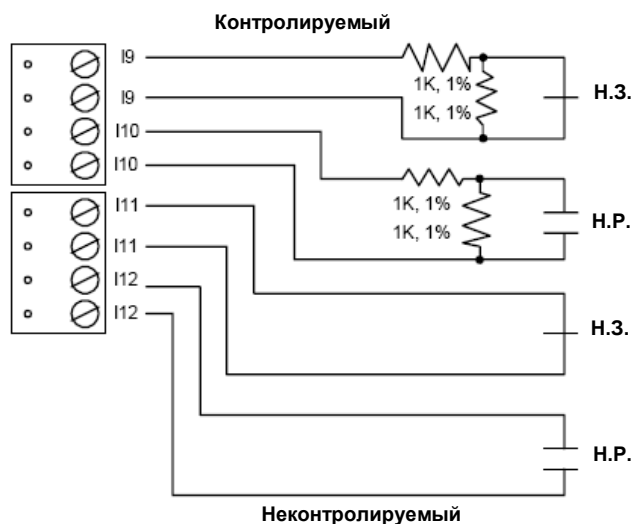 Контролируемый
I9
1K, 1%
1K, 1%
Н.З.
I9
I10
I10
1K, 1%
1K, 1%
Н.Р.
I11
I11
Н.З.
I12
I12
Н.Р.
Неконтролируемый